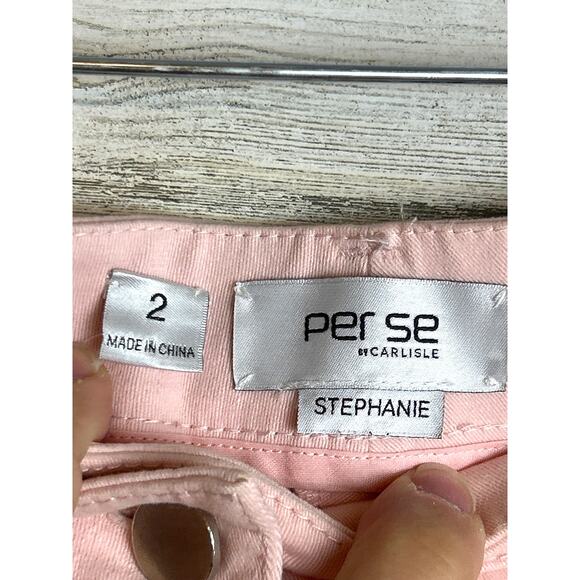 2
MADE IN CHINA
per se
BY CARLISLE
STEPHANIE